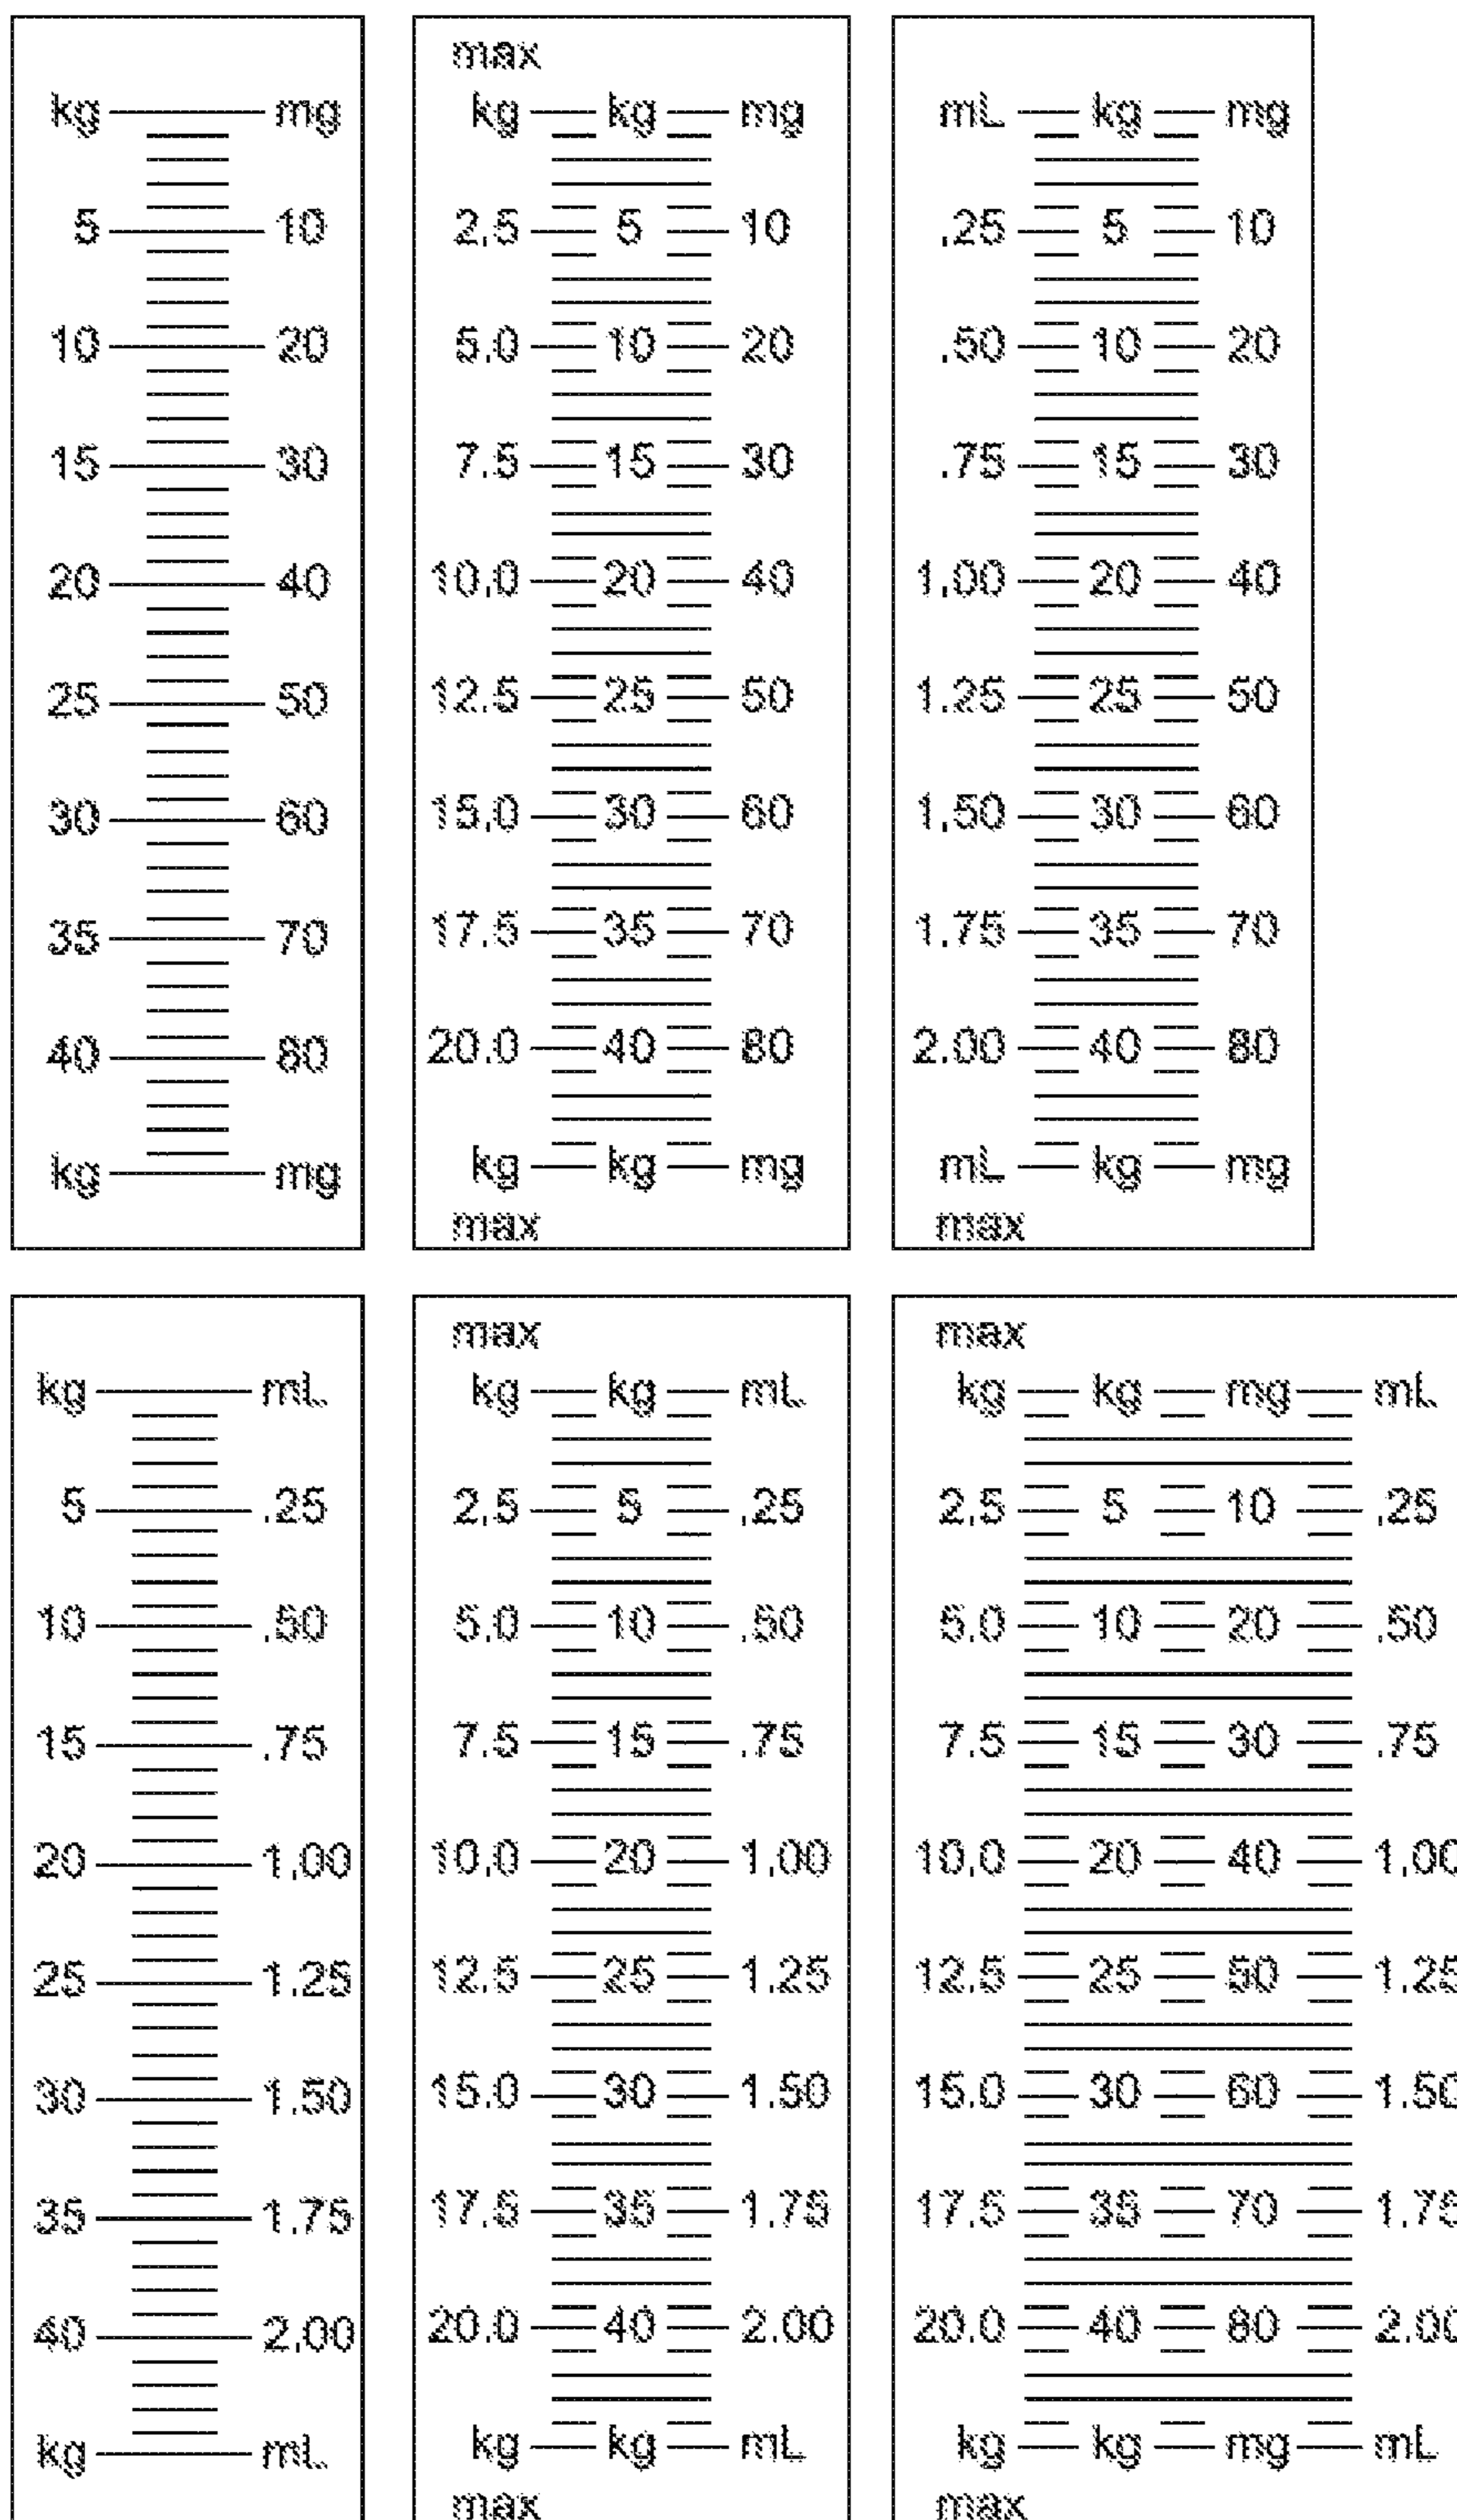 kg mg
5 10
10 20
15 30
20 40
25 50
30 60
35 70
40 80
kg mg
max
kg kg mg
2.5 5 10
5.0 10 20
7.5 15 30
10.0 20 40
12.5 25 50
15.0 30 60
17.5 35 70
20.0 40 80
kg kg mg
max
mL kg mg
.25 5 10
.50 10 20
.75 15 30
1.00 20 40
1.25 25 50
1.50 30 60
1.75 35 70
2.00 40 80
mL kg mg
max
kg mL
5 .25
10 .50
15 .75
20 1.00
25 1.25
30 1.50
35 1.75
40 2.00
kg mL
max
kg kg mL
2.5 5 .25
5.0 10 .50
7.5 15 .75
10.0 20 1.00
12.5 25 1.25
15.0 30 1.50
17.5 35 1.75
20.0 40 2.00
kg kg mL
max
max
kg kg mg mL
2.5 5 10 .25
5.0 10 20 .50
7.5 15 30 .75
10.0 20 40 1.00
12.5 25 50 1.25
15.0 30 60 1.50
17.5 35 70 1.75
20.0 40 80 2.00
kg kg mg mL
max